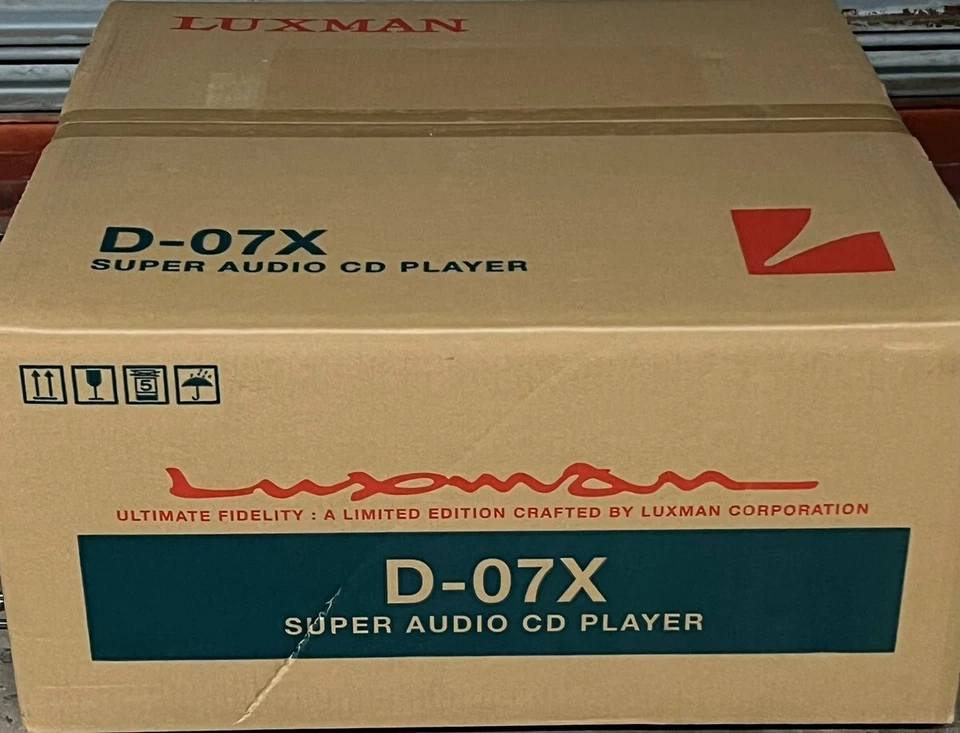 LUXMAN
D-07X
SUPER AUDIO CD PLAYER
5
Luxman
ULTIMATE FIDELITY : A LIMITED EDITION CRAFTED BY LUXMAN CORPORATION
D-07X
SUPER AUDIO CD PLAYER